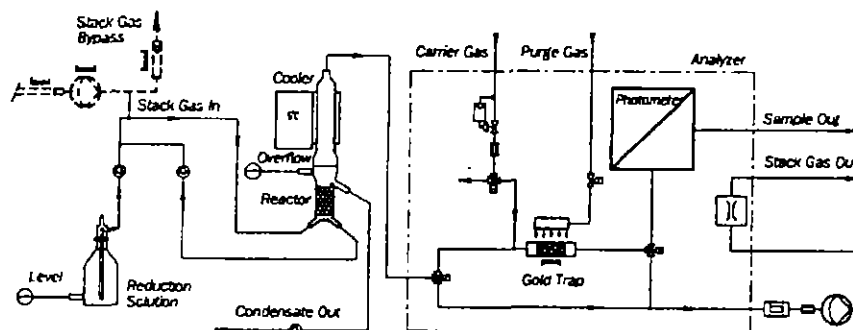 Stack Gas
Bypass
Stack Gas In
Cooler
5°C
Overflow
Reactor
Level
Reduction
Solution
Condensate Out
Carrier Gas
Purge Gas
Analyzer
Photometer
Sample Out
Stack Gas Out
Gold Trap